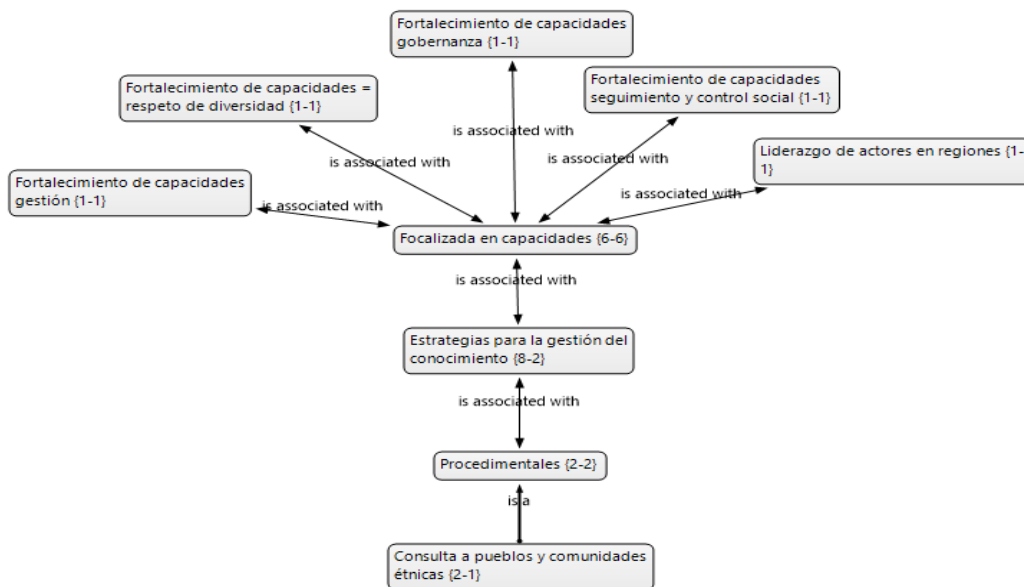 Fortalecimiento de capacidades
gobernanza {1-1}
Fortalecimiento de capacidades =
respeto de diversidad {1-1}
Fortalecimiento de capacidades
seguimiento y control social {1-1}
is associated with
is associated with
is associated with
Liderazgo de actores en regiones {1-
1}
Fortalecimiento de capacidades
gestión {1-1}
is associated with
is associated with
Focalizada en capacidades {6-6}
is associated with
Estrategias para la gestión del
conocimiento {8-2}
is associated with
Procedimentales {2-2}
is a
Consulta a pueblos y comunidades
étnicas {2-1}